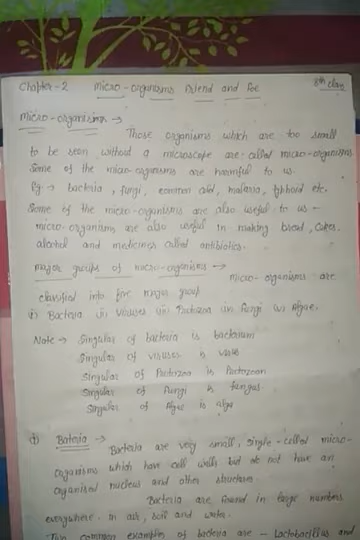 Chapter-2 Micro-organisms Friend and Foe 8th class
Micro-organisms →
Those organisms which are too small
to be seen without a microscope are called micro-organisms
Some of the micro-organisms are harmful to us.
Eg → bacteria, fungi, common cold, malaria, typhoid etc.
Some of the micro-organisms are also useful to us -
micro-organisms are also useful in making bread, cakes.
alcohol and medicines called antibiotics.
Major groups of micro-organisms →
micro-organisms are
classified into five major group
(i) Bacteria (ii) Viruses (iii) Protozoa (iv) Fungi (v) Algae.
Note → Singular of bacteria is bacterium
Singular of viruses is virus
Singular of Protozoa is Protozoan
Singular of Fungi is fungus
Singular of Algae is alga
Bacteria →
Bacteria are very small, single-celled micro-
organisms which have cell walls but do not have an
organised nucleus and other structures.
Bacteria are found in large numbers
everywhere in air, soil and water.
Two common examples of bacteria are - Lactobacillus and